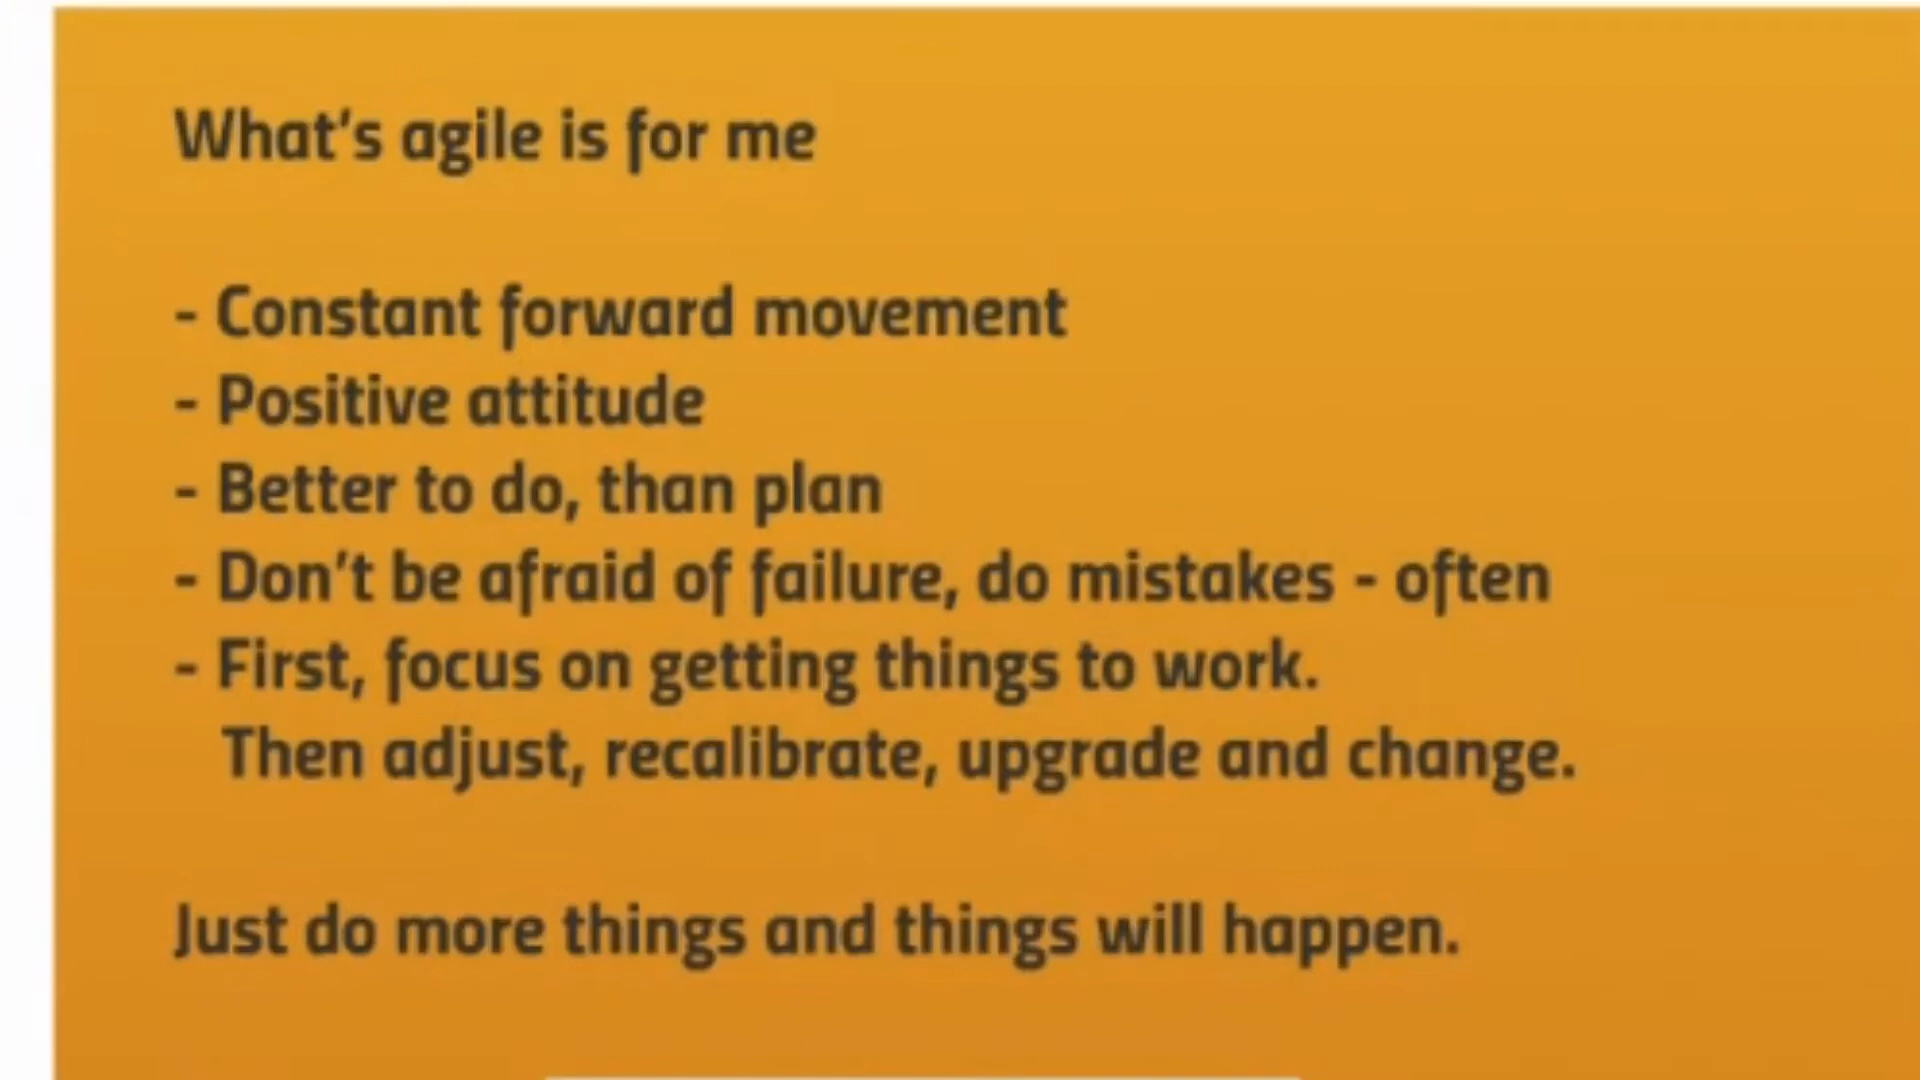 What's agile is for me
- Constant forward movement
- Positive attitude
- Better to do, than plan
- Don't be afraid of failure, do mistakes - often
- First, focus on getting things to work.
Then adjust, recalibrate, upgrade and change.
Just do more things and things will happen.